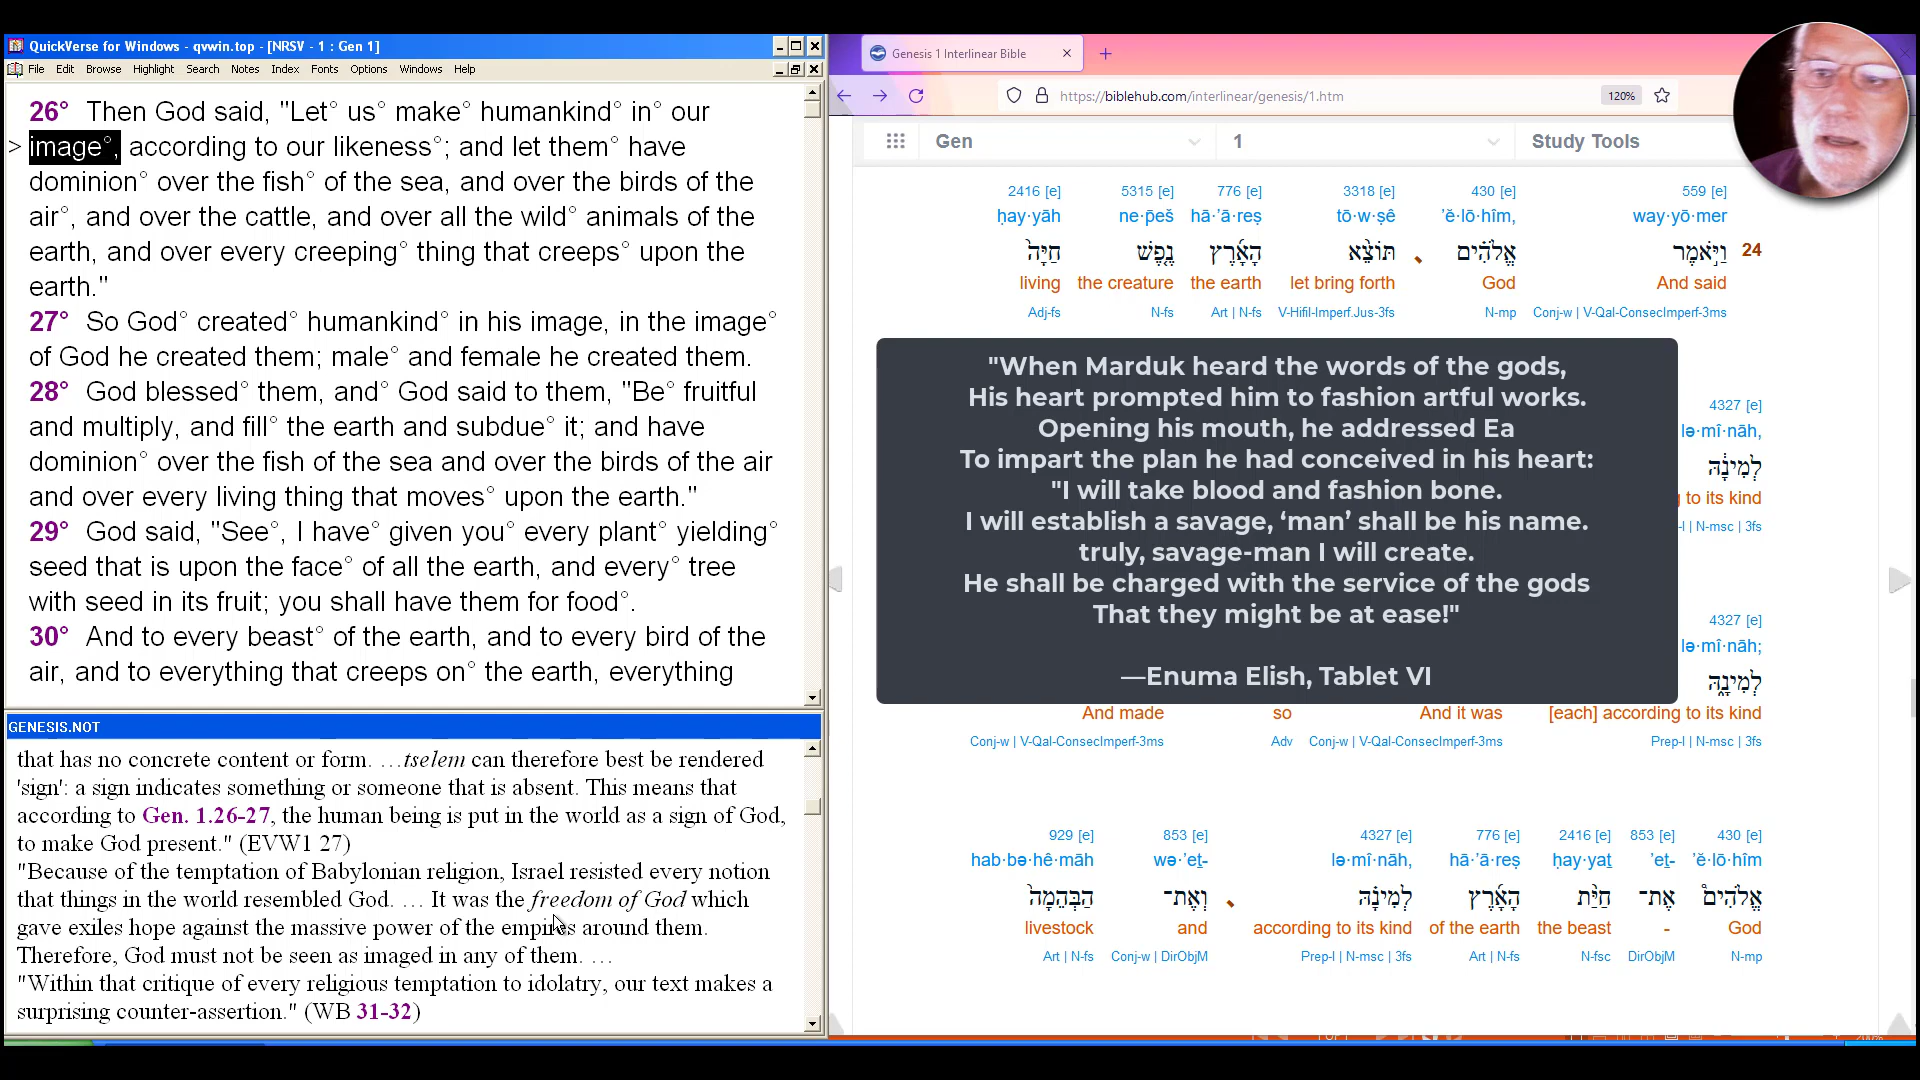 QuickVerse for Windows - qvwin.top - [NRSV - 1 : Gen 1]
File Edit Browse Highlight Search Notes Index Fonts Options Windows Help
26° Then God said, "Let° us° make° humankind° in° our
> image°, according to our likeness°; and let them° have
dominion° over the fish° of the sea, and over the birds of the
air°, and over the cattle, and over all the wild° animals of the
earth, and over every creeping° thing that creeps° upon the
earth."
27° So God° created° humankind° in his image, in the image°
of God he created them; male° and female he created them.
28° God blessed° them, and° God said to them, "Be° fruitful
and multiply, and fill° the earth and subdue° it; and have
dominion° over the fish of the sea and over the birds of the air
and over every living thing that moves° upon the earth."
29° God said, "See°, I have° given you° every plant° yielding°
seed that is upon the face° of all the earth, and every° tree
with seed in its fruit; you shall have them for food°.
30° And to every beast° of the earth, and to every bird of the
air, and to everything that creeps on° the earth, everything
GENESIS.NOT
that has no concrete content or form. …tselem can therefore best be rendered
'sign': a sign indicates something or someone that is absent. This means that
according to Gen. 1.26-27, the human being is put in the world as a sign of God,
to make God present." (EVW1 27)
"Because of the temptation of Babylonian religion, Israel resisted every notion
that things in the world resembled God. … It was the freedom of God which
gave exiles hope against the massive power of the empires around them.
Therefore, God must not be seen as imaged in any of them. …
"Within that critique of every religious temptation to idolatry, our text makes a
surprising counter-assertion." (WB 31-32)
Genesis 1 Interlinear Bible
https://biblehub.com/interlinear/genesis/1.htm
120%
Gen 1 Study Tools
2416 [e] 5315 [e] 776 [e] 3318 [e] 430 [e] 559 [e]
ḥay·yāh ne·p̄eš hā·’ā·reṣ tō·w·ṣê ’ĕ·lō·hîm, way·yō·mer
חַיָּה֙ נֶ֤פֶשׁ הָאָ֜רֶץ תּוֹצֵ֨א אֱלֹהִ֗ים וַיֹּ֣אמֶר 24
living the creature the earth let bring forth God And said
Adj-fs N-fs Art | N-fs V-Hifil-Imperf.Jus-3fs N-mp Conj-w | V-Qal-ConsecImperf-3ms
"When Marduk heard the words of the gods,
His heart prompted him to fashion artful works.
Opening his mouth, he addressed Ea
To impart the plan he had conceived in his heart:
"I will take blood and fashion bone.
I will establish a savage, ‘man’ shall be his name.
truly, savage-man I will create.
He shall be charged with the service of the gods
That they might be at ease!"
—Enuma Elish, Tablet VI
4327 [e]
lə·mî·nāh,
לְמִינָ֔הּ
to its kind
-l | N-msc | 3fs
4327 [e]
lə·mî·nāh;
לְמִינָ֑הּ
And made so And it was [each] according to its kind
Conj-w | V-Qal-ConsecImperf-3ms Adv Conj-w | V-Qal-ConsecImperf-3ms Prep-l | N-msc | 3fs
929 [e] 853 [e] 4327 [e] 776 [e] 2416 [e] 853 [e] 430 [e]
hab·bə·hê·māh wə·’eṯ- lə·mî·nāh, hā·’ā·reṣ ḥay·yaṯ ’eṯ- ’ĕ·lō·hîm
הַבְּהֵמָה֙ וְאֶת־ לְמִינָ֗הּ הָאָ֜רֶץ חַיַּ֨ת אֶת־ אֱלֹהִים֩
livestock and according to its kind of the earth the beast - God
Art | N-fs Conj-w | DirObjM Prep-l | N-msc | 3fs Art | N-fs N-fsc DirObjM N-mp